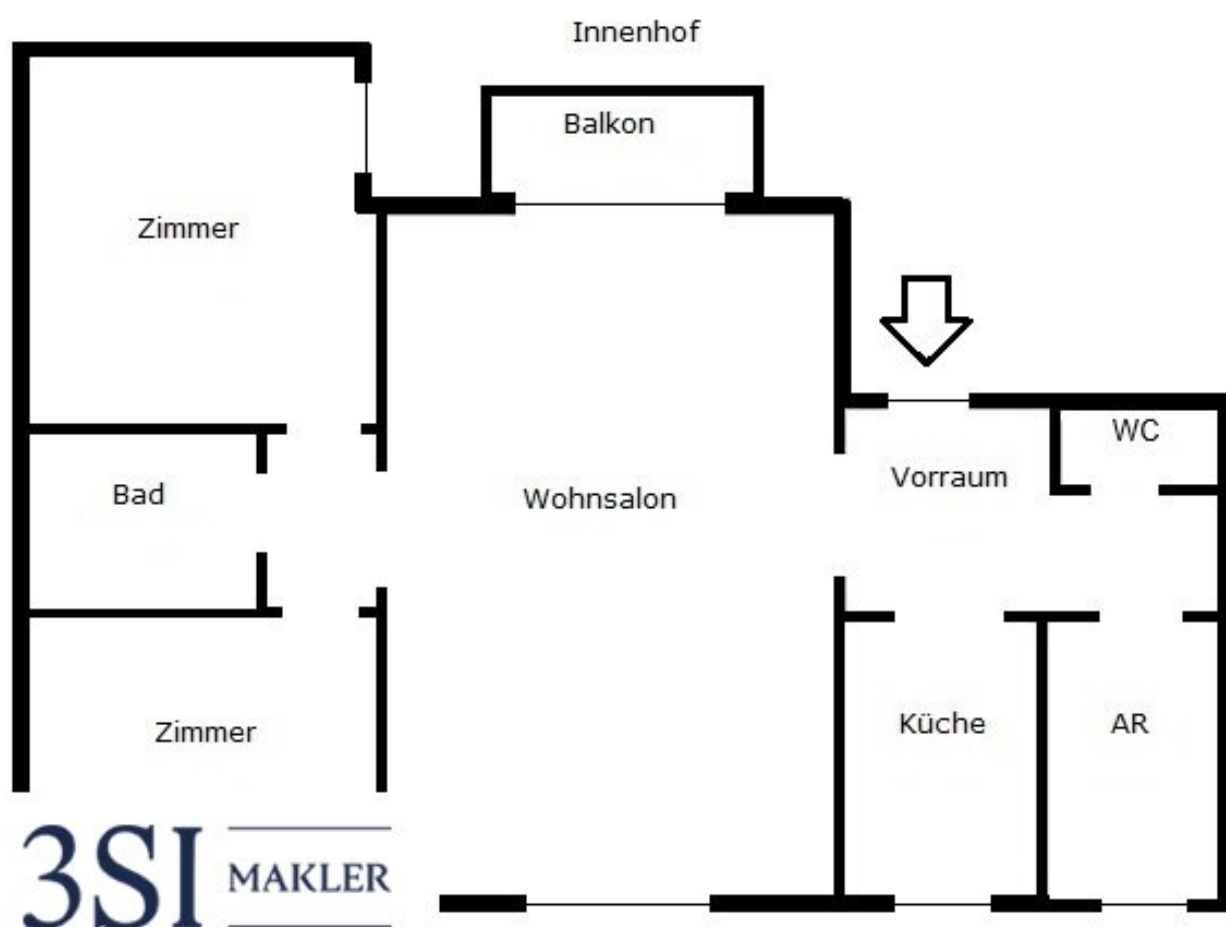 Innenhof
Balkon
Zimmer
WC
Vorraum
Bad
Wohnsalon
Küche
AR
Zimmer
3SI MAKLER